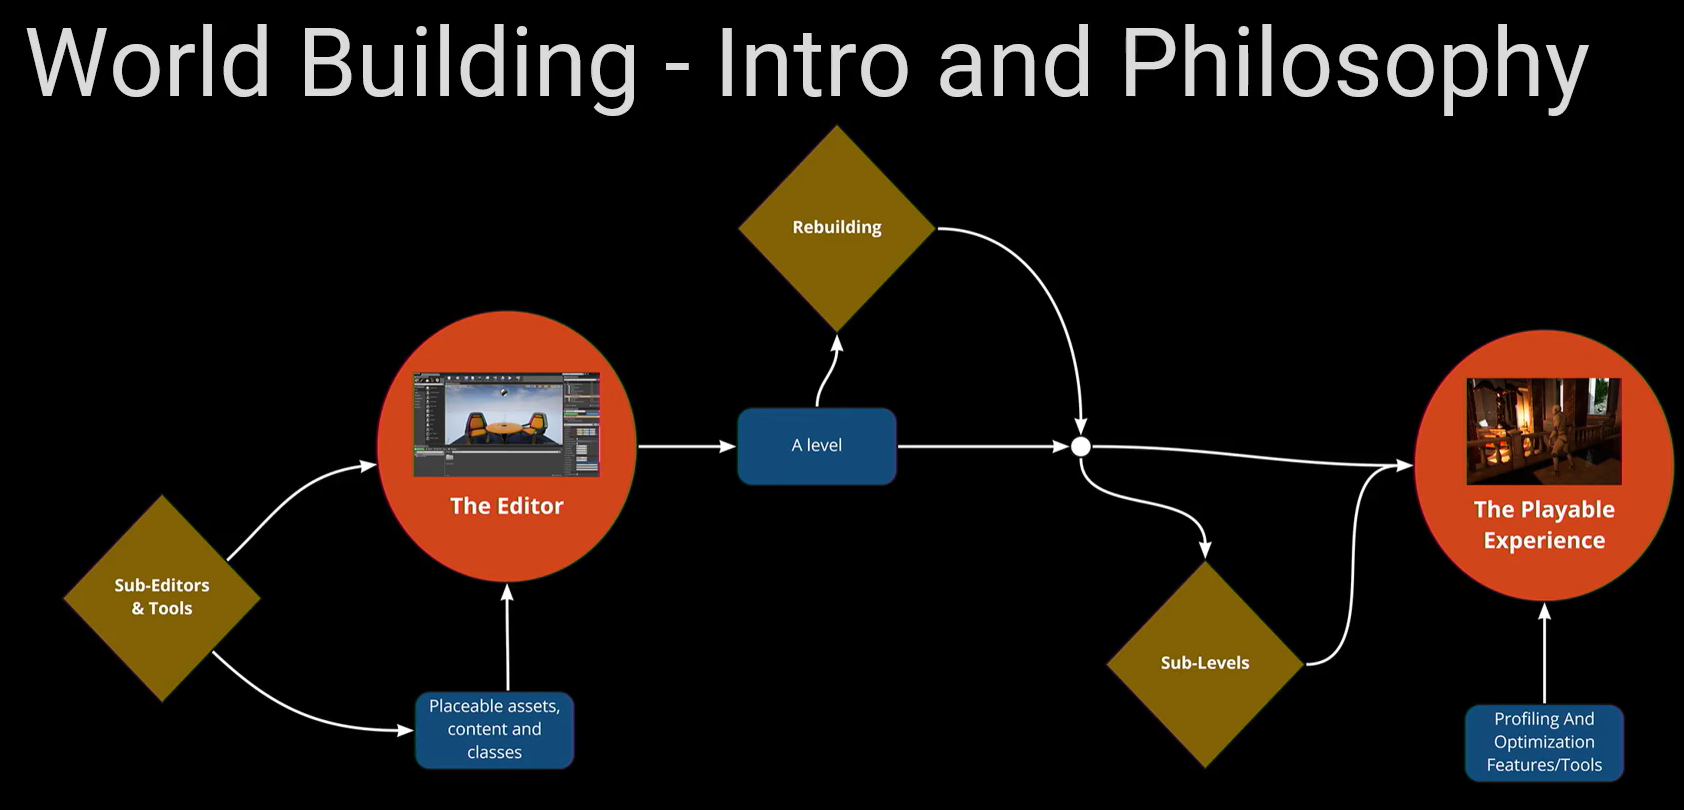 World Building - Intro and Philosophy
Rebuilding
A level
The Editor
The Playable
Experience
Sub-Editors
& Tools
Sub-Levels
Placeable assets,
content and
classes
Profiling And
Optimization
Features/Tools